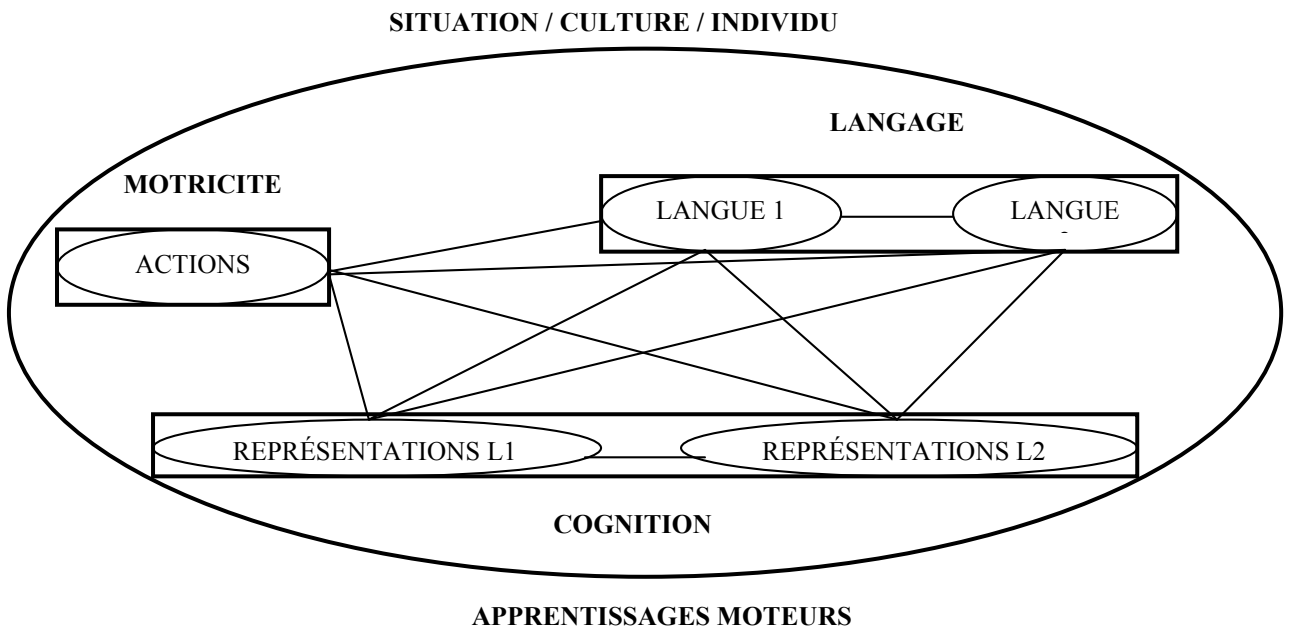 SITUATION / CULTURE / INDIVIDU
LANGAGE
MOTRICITE
LANGUE 1
LANGUE
ACTIONS
REPRÉSENTATIONS L1
REPRÉSENTATIONS L2
COGNITION
APPRENTISSAGES MOTEURS